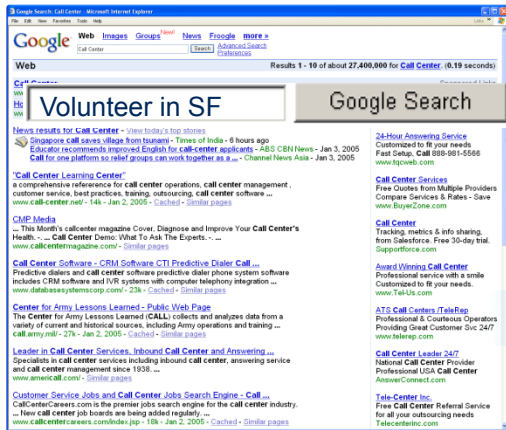 Google Search: Call Center - Microsoft Internet Explorer
File Edit View Favorites Tools Help
Links
Google
Web Images Groups New! News Froogle more »
Call Center
Search
Advanced Search
Preferences
Web
Results 1 - 10 of about 27,400,000 for Call Center. (0.19 seconds)
Volunteer in SF
Google Search
News results for Call Center - View today's top stories
Singapore call saves village from tsunami - Times of India - 6 hours ago
Educator recommends improved English for call-center applicants - ABS CBN News - Jan 3, 2005
Call for one platform so relief groups can work together as a ... - Channel News Asia - Jan 3, 2005
"Call Center Learning Center"
a comprehensive refererence for call center operations, call center management ,
customer service, best practices, training, outsourcing, call center software ...
www.call-center.net/ - 14k - Jan 2, 2005 - Cached - Similar pages
CMP Media
... This Month's callcenter magazine Cover, Diagnose and Improve Your Call Center's
Health. -. ... Call Center Demo: What To Ask The Experts. -. ...
www.callcentermagazine.com/ - Similar pages
Call Center Software - CRM Software CTI Predictive Dialer Call ...
Predictive dialers and call center software predictive dialer phone system software
includes CRM software and IVR systems with computer telephony integration ...
www.databasesystemscorp.com/ - 23k - Cached - Similar pages
Center for Army Lessons Learned - Public Web Page
The Center for Army Lessons Learned (CALL) collects and analyzes data from a
variety of current and historical sources, including Army operations and training ...
call.army.mil/ - 27k - Jan 2, 2005 - Cached - Similar pages
Leader in Call Center Services, Inbound Call Center and Answering ...
Specialists in call center services including inbound call center, answering service
and call center management since 1938. ...
www.americall.com/ - Similar pages
Customer Service Jobs and Call Center Jobs Search Engine - Call ...
CallCenterCareers.com is the premier jobs search engine for the call center industry.
... New call center job boards are being added regularly. ...
www.callcentercareers.com/index.jsp - 18k - Jan 2, 2005 - Cached - Similar pages
24-Hour Answering Service
Customized to fit your needs
Fast Setup, Call 888-981-5566
www.tqcweb.com
Call Center Services
Free Quotes from Multiple Providers
Compare Services & Rates - Save
www.BuyerZone.com
Call Center
Tracking, metrics & info sharing,
from Salesforce. Free 30-day trial.
Supportforce.com
Award Winning Call Center
Professional service with a smile
Customized to fit your needs.
www.Tel-Us.com
ATS Call Centers /TeleRep
Professional & Courteous Operators
Providing Great Customer Svc 24/7
www.telerep.com
Call Center Leader 24/7
National Call Center Provider
Professional USA Call Center
AnswerConnect.com
Tele-Center Inc.
Free Call Center Referral Service
for all your outsourcing needs
Telecenterinc.com